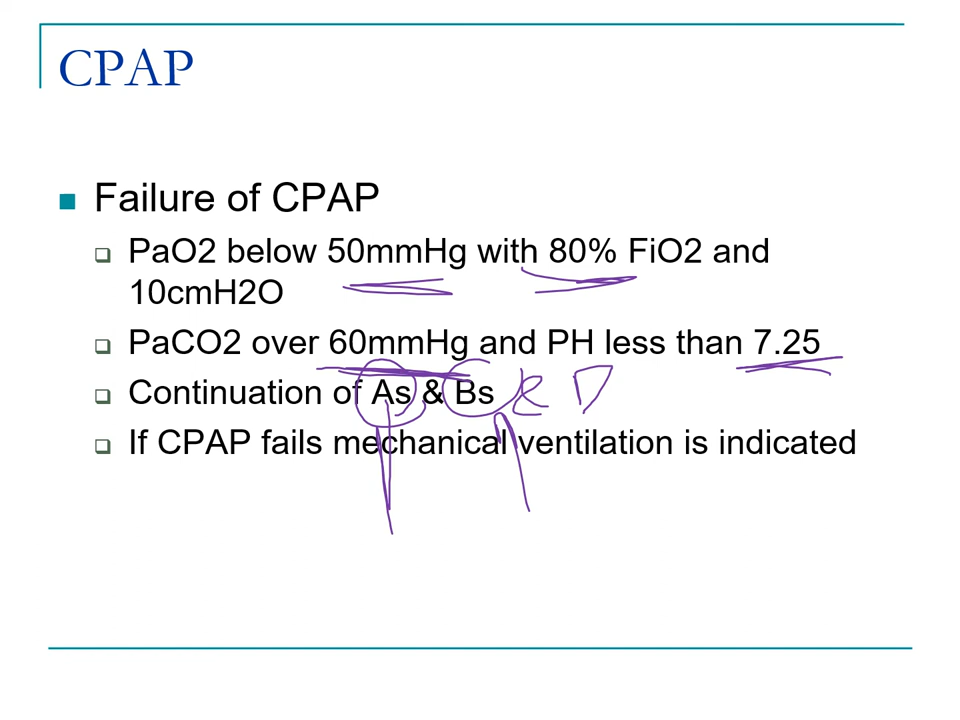 CPAP
Failure of CPAP
PaO2 below 50mmHg with 80% FiO2 and
10cmH2O
PaCO2 over 60mmHg and PH less than 7.25
Continuation of As & Bs & D
If CPAP fails mechanical ventilation is indicated